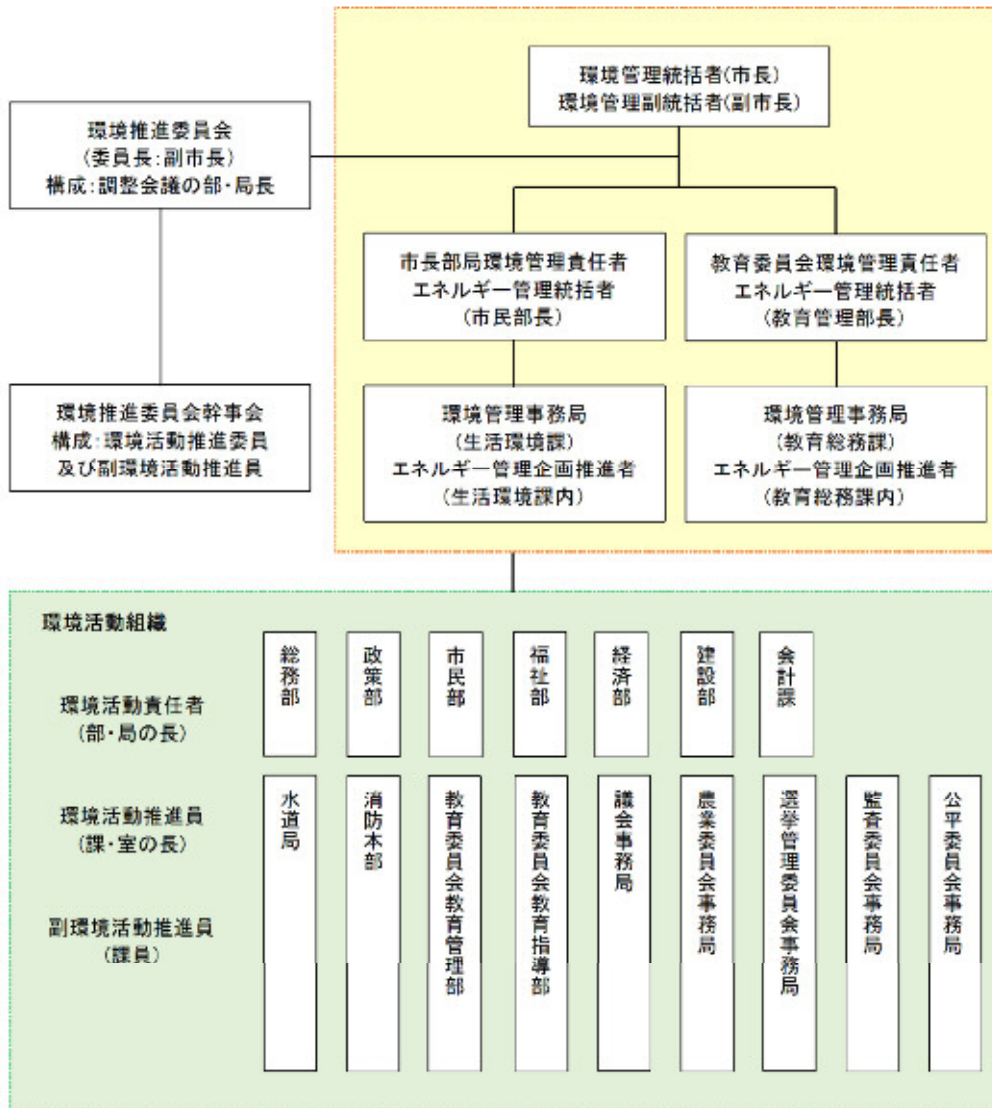 環境管理統括者(市長)
環境管理副統括者(副市長)
環境推進委員会
(委員長:副市長)
構成:調整会議の部・局長
市長部局環境管理責任者
エネルギー管理統括者
(市民部長)
教育委員会環境管理責任者
エネルギー管理統括者
(教育管理部長)
環境推進委員会幹事会
構成:環境活動推進委員
及び副環境活動推進員
環境管理事務局
(生活環境課)
エネルギー管理企画推進者
(生活環境課内)
環境管理事務局
(教育総務課)
エネルギー管理企画推進者
(教育総務課内)
環境活動組織
環境活動責任者
(部・局の長)
総務部
政策部
市民部
福祉部
経済部
建設部
会計課
環境活動推進員
(課・室の長)
副環境活動推進員
(課員)
水道局
消防本部
教育委員会教育管理部
教育委員会教育指導部
議会事務局
農業委員会事務局
選挙管理委員会事務局
監査委員会事務局
公平委員会事務局